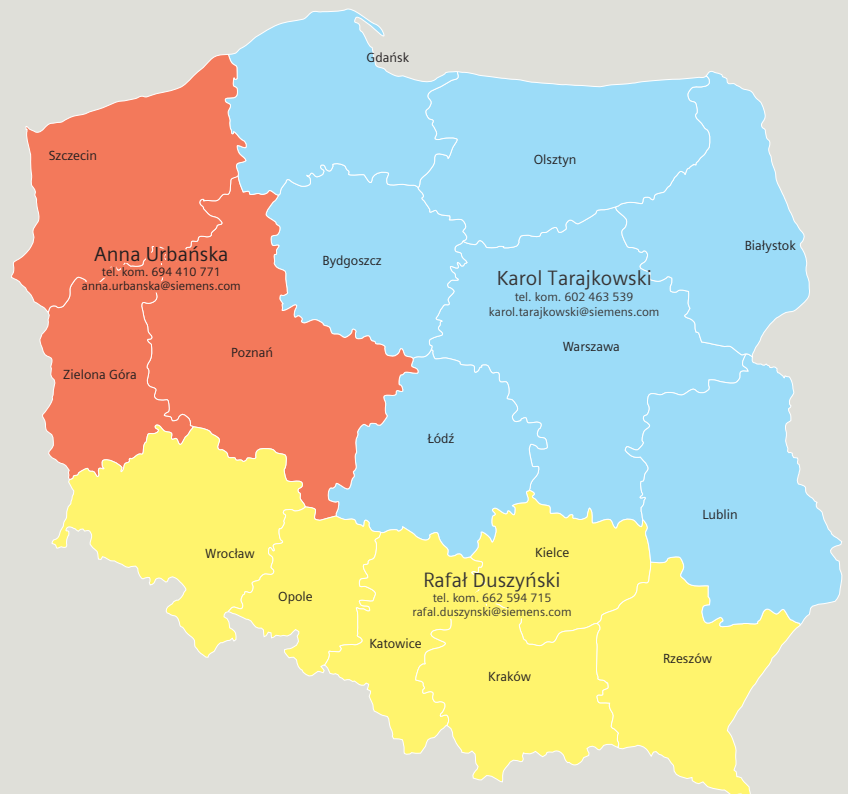 Gdańsk
Szczecin
Olsztyn
Białystok
Anna Urbańska
tel. kom. 694 410 771
anna.urbanska@siemens.com
Bydgoszcz
Karol Tarajkowski
tel. kom. 602 463 539
karol.tarajkowski@siemens.com
Warszawa
Poznań
Zielona Góra
Łódź
Lublin
Wrocław
Kielce
Rafał Duszyński
tel. kom. 662 594 715
rafal.duszynski@siemens.com
Opole
Katowice
Kraków
Rzeszów